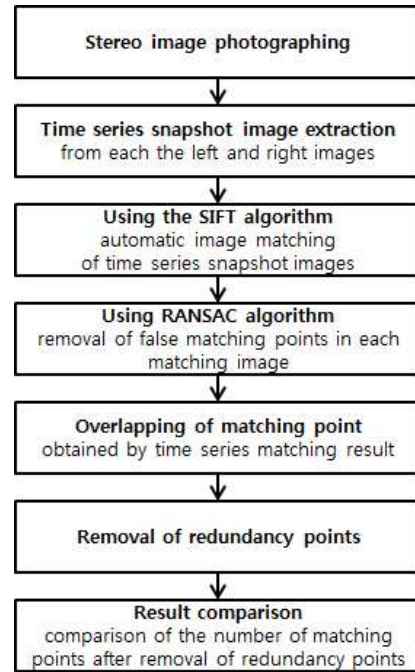 Stereo image photographing
Time series snapshot image extraction
from each the left and right images
Using the SIFT algorithm
automatic image matching
of time series snapshot images
Using RANSAC algorithm
removal of false matching points in each
matching image
Overlapping of matching point
obtained by time series matching result
Removal of redundancy points
Result comparison
comparison of the number of matching
points after removal of redundancy points